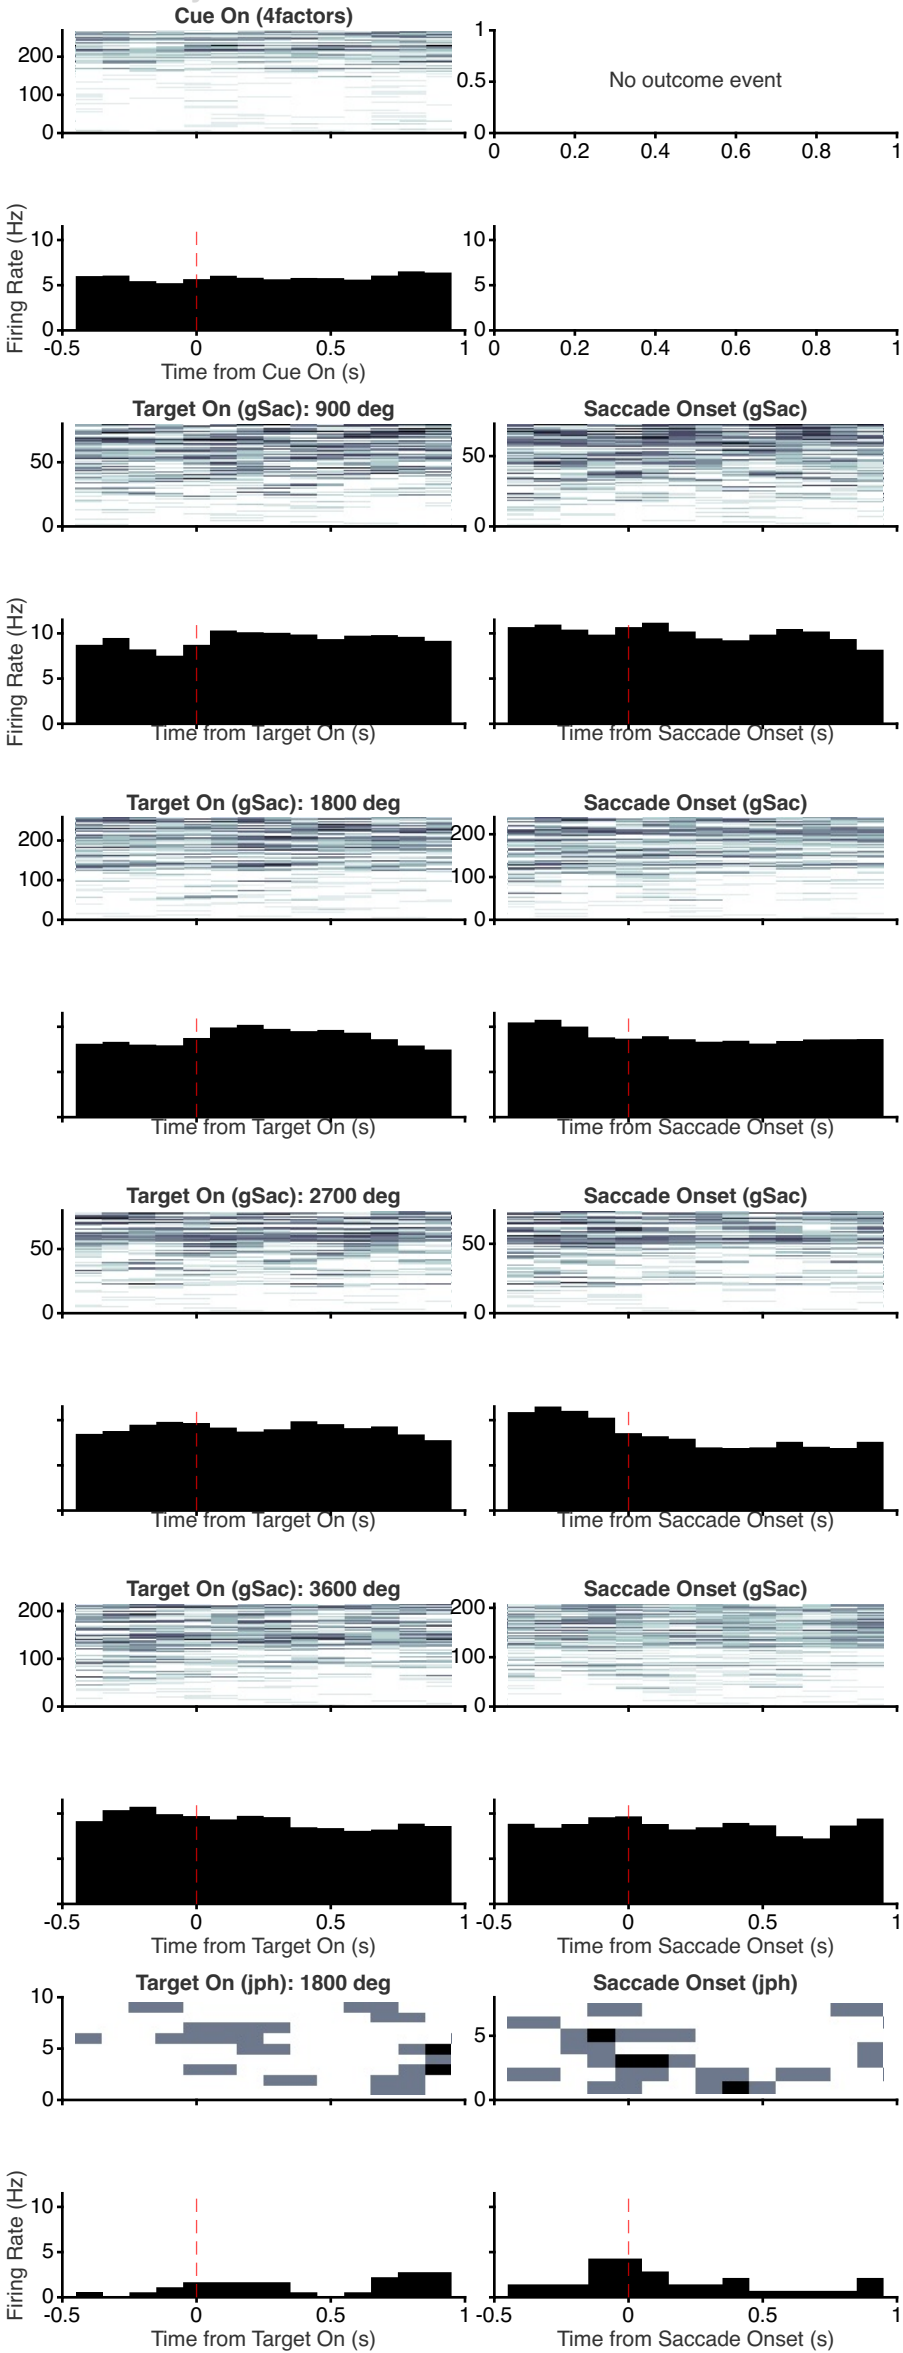 Cue On (4factors)
200
100
0
1
0.5
0
No outcome event
0 0.2 0.4 0.6 0.8 1
Firing Rate (Hz)
10
5
0
-0.5 0 0.5 1
Time from Cue On (s)
10
5
0
0 0.2 0.4 0.6 0.8 1
Target On (gSac): 900 deg
50
0
Saccade Onset (gSac)
50
0
Firing Rate (Hz)
10
5
0
Time from Target On (s)
Time from Saccade Onset (s)
Target On (gSac): 1800 deg
200
100
0
Saccade Onset (gSac)
200
100
0
Time from Target On (s)
Time from Saccade Onset (s)
Target On (gSac): 2700 deg
50
0
Saccade Onset (gSac)
50
0
Time from Target On (s)
Time from Saccade Onset (s)
Target On (gSac): 3600 deg
200
100
0
Saccade Onset (gSac)
200
100
0
-0.5 0 0.5 1
Time from Target On (s)
-0.5 0 0.5 1
Time from Saccade Onset (s)
Target On (jph): 1800 deg
10
5
0
Saccade Onset (jph)
5
0
Firing Rate (Hz)
10
5
0
-0.5 0 0.5 1
Time from Target On (s)
10
5
0
-0.5 0 0.5 1
Time from Saccade Onset (s)